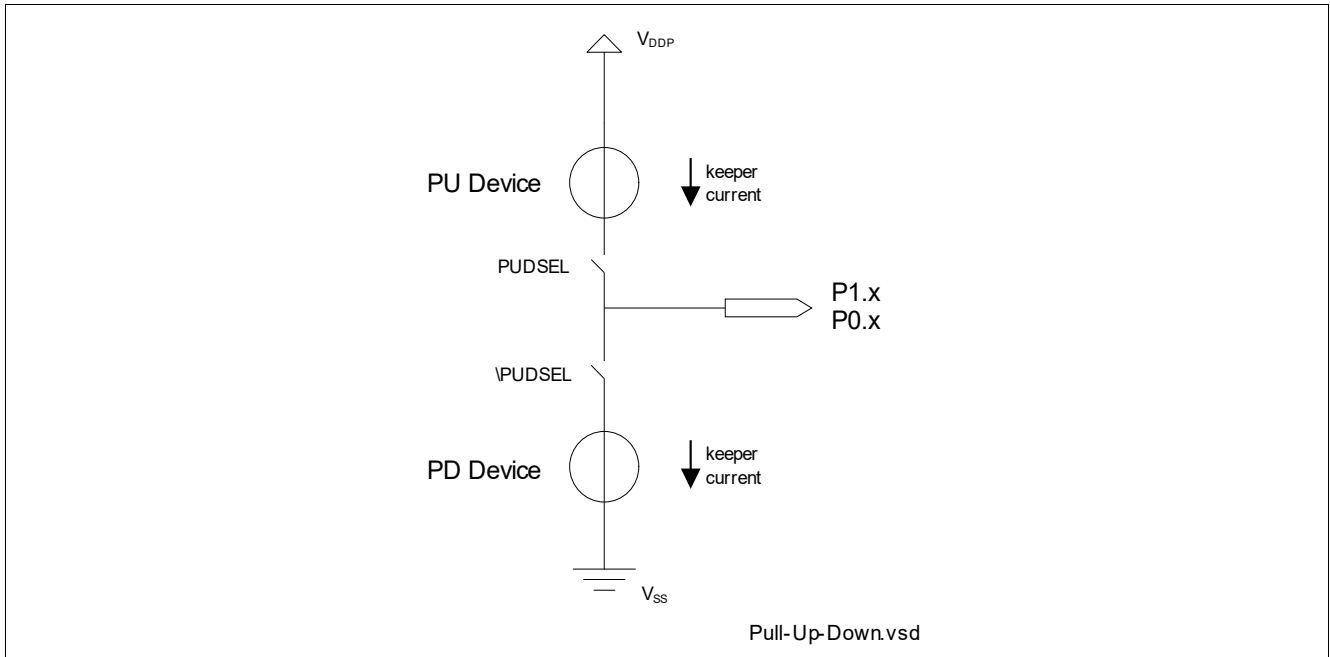 VDDP
PU Device
keeper
current
PUDSEL
P1.x
P0.x
\PUDSEL
PD Device
keeper
current
VSS
Pull-Up-Down.vsd